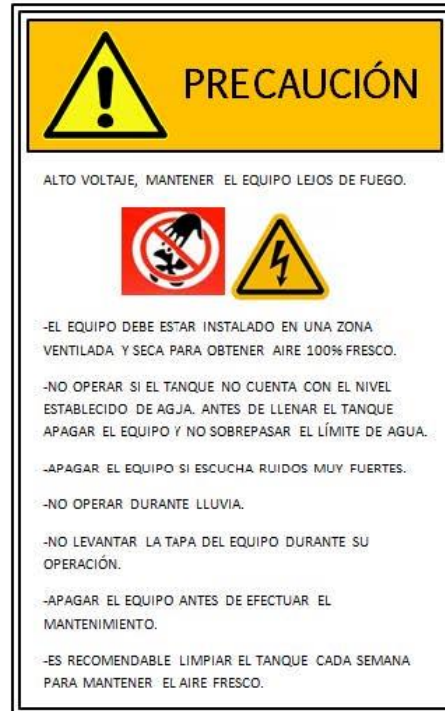 PRECAUCIÓN
ALTO VOLTAJE, MANTENER EL EQUIPO LEJOS DE FUEGO.
-EL EQUIPO DEBE ESTAR INSTALADO EN UNA ZONA
VENTILADA Y SECA PARA OBTENER AIRE 100% FRESCO.
-NO OPERAR SI EL TANQUE NO CUENTA CON EL NIVEL
ESTABLECIDO DE AGJA. ANTES DE LLENAR EL TANQUE
APAGAR EL EQUIPO Y NO SOBREPASAR EL LÍMITE DE AGUA.
-APAGAR EL EQUIPO SI ESCUCHA RUIDOS MUY FUERTES.
-NO OPERAR DURANTE LLUVIA.
-NO LEVANTAR LA TAPA DEL EQUIPO DURANTE SU
OPERACIÓN.
-APAGAR EL EQUIPO ANTES DE EFECTUAR EL
MANTENIMIENTO.
-ES RECOMENDABLE LIMPIAR EL TANQUE CADA SEMANA
PARA MANTENER EL AIRE FRESCO.